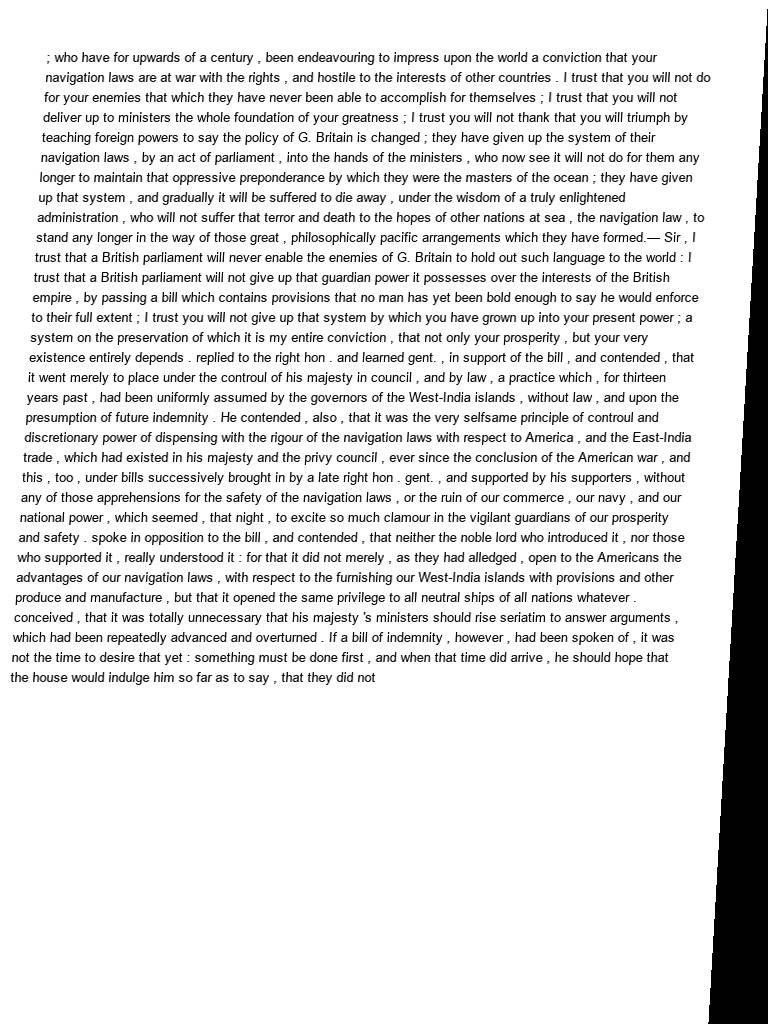 ; who have for upwards of a century , been endeavouring to impress upon the world a conviction that your
navigation laws are at war with the rights , and hostile to the interests of other countries . I trust that you will not do
for your enemies that which they have never been able to accomplish for themselves ; I trust that you will not
deliver up to ministers the whole foundation of your greatness ; I trust you will not thank that you will triumph by
teaching foreign powers to say the policy of G. Britain is changed ; they have given up the system of their
navigation laws , by an act of parliament , into the hands of the ministers , who now see it will not do for them any
longer to maintain that oppressive preponderance by which they were the masters of the ocean ; they have given
up that system , and gradually it will be suffered to die away , under the wisdom of a truly enlightened
administration , who will not suffer that terror and death to the hopes of other nations at sea , the navigation law , to
stand any longer in the way of those great , philosophically pacific arrangements which they have formed.— Sir , I
trust that a British parliament will never enable the enemies of G. Britain to hold out such language to the world : I
trust that a British parliament will not give up that guardian power it possesses over the interests of the British
empire , by passing a bill which contains provisions that no man has yet been bold enough to say he would enforce
to their full extent ; I trust you will not give up that system by which you have grown up into your present power ; a
system on the preservation of which it is my entire conviction , that not only your prosperity , but your very
existence entirely depends . replied to the right hon . and learned gent. , in support of the bill , and contended , that
it went merely to place under the controul of his majesty in council , and by law , a practice which , for thirteen
years past , had been uniformly assumed by the governors of the West-India islands , without law , and upon the
presumption of future indemnity . He contended , also , that it was the very selfsame principle of controul and
discretionary power of dispensing with the rigour of the navigation laws with respect to America , and the East-India
trade , which had existed in his majesty and the privy council , ever since the conclusion of the American war , and
this , too , under bills successively brought in by a late right hon . gent. , and supported by his supporters , without
any of those apprehensions for the safety of the navigation laws , or the ruin of our commerce , our navy , and our
national power , which seemed , that night , to excite so much clamour in the vigilant guardians of our prosperity
and safety . spoke in opposition to the bill , and contended , that neither the noble lord who introduced it , nor those
who supported it , really understood it : for that it did not merely , as they had alledged , open to the Americans the
advantages of our navigation laws , with respect to the furnishing our West-India islands with provisions and other
produce and manufacture , but that it opened the same privilege to all neutral ships of all nations whatever .
conceived , that it was totally unnecessary that his majesty 's ministers should rise seriatim to answer arguments ,
which had been repeatedly advanced and overturned . If a bill of indemnity , however , had been spoken of , it was
not the time to desire that yet : something must be done first , and when that time did arrive , he should hope that
the house would indulge him so far as to say , that they did not